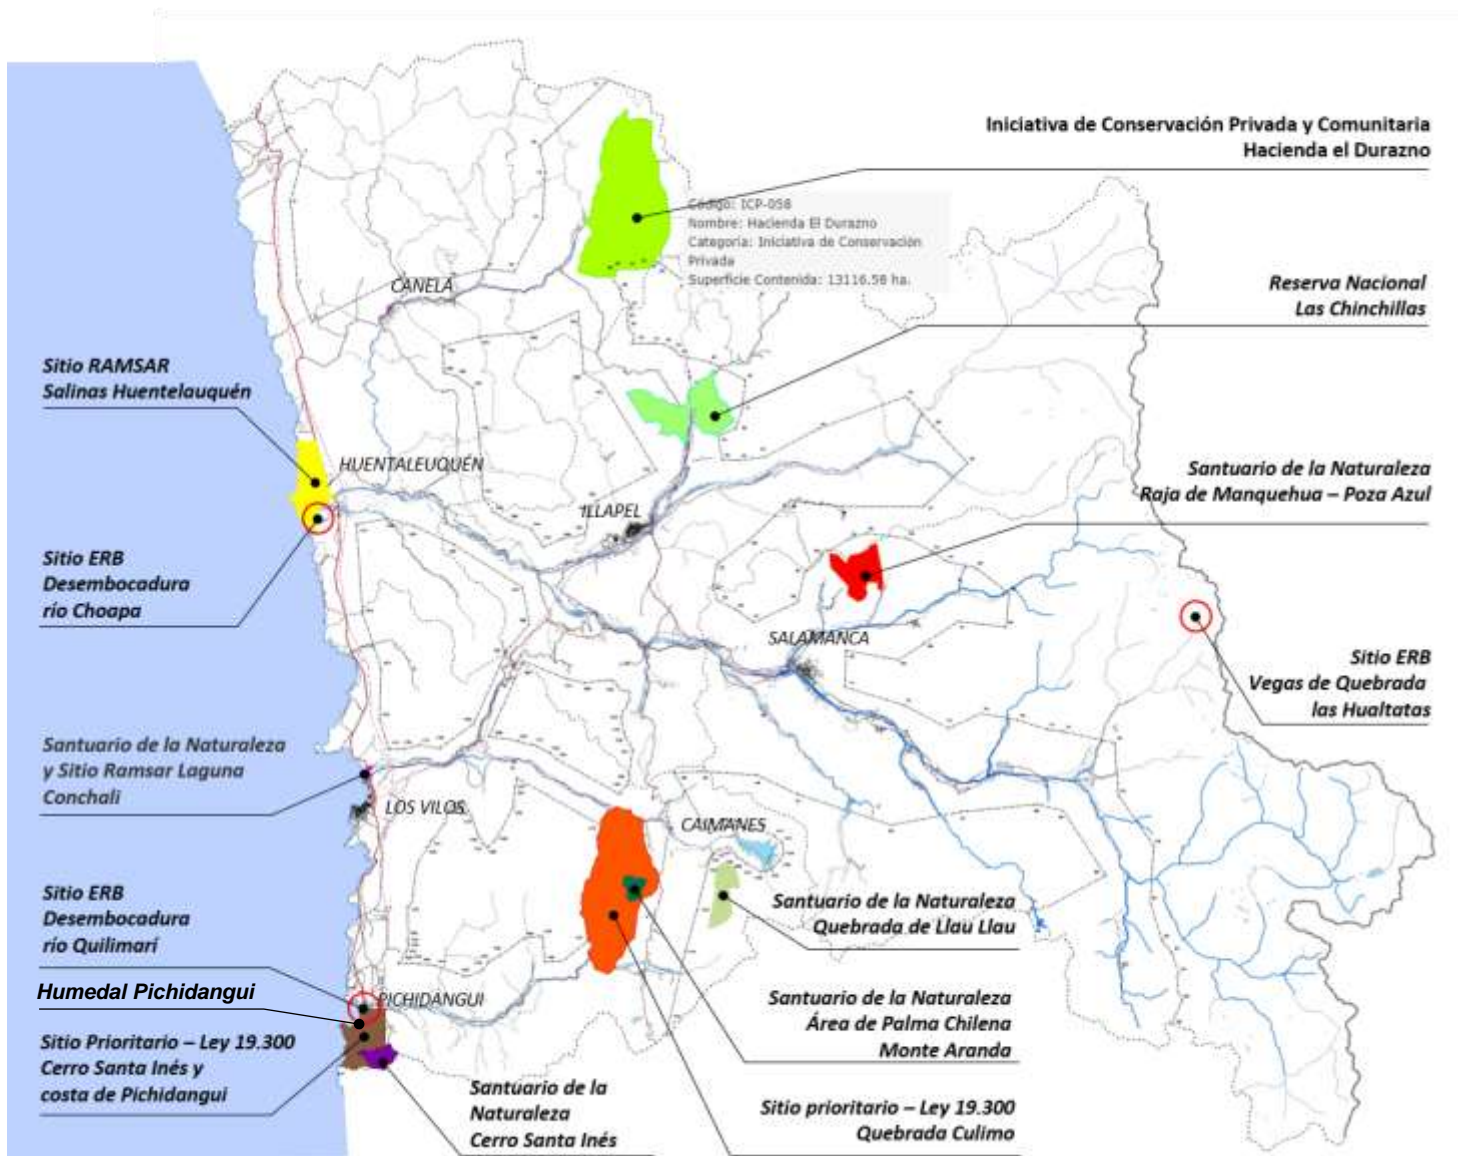 Iniciativa de Conservación Privada y Comunitaria
Hacienda el Durazno
Código: ICP-058
Nombre: Hacienda El Durazno
Categoría: Iniciativa de Conservación
Privada
Superficie Contenida: 13116.58 ha.
CANELA
Reserva Nacional
Las Chinchillas
Sitio RAMSAR
Salinas Huentelauquén
HUENTALEUQUÉN
Santuario de la Naturaleza
Raja de Manquehua – Poza Azul
ILLAPEL
Sitio ERB
Desembocadura
río Choapa
SALAMANCA
Sitio ERB
Vegas de Quebrada
las Hualtatas
Santuario de la Naturaleza
y Sitio Ramsar Laguna
Conchalí
LOS VILOS
CAIMANES
Sitio ERB
Desembocadura
río Quilimarí
Santuario de la Naturaleza
Quebrada de Llau Llau
Humedal Pichidangui
PICHIDANGUI
Santuario de la Naturaleza
Área de Palma Chilena
Monte Aranda
Sitio Prioritario – Ley 19.300
Cerro Santa Inés y
costa de Pichidangui
Santuario de la
Naturaleza
Cerro Santa Inés
Sitio prioritario – Ley 19.300
Quebrada Culimo